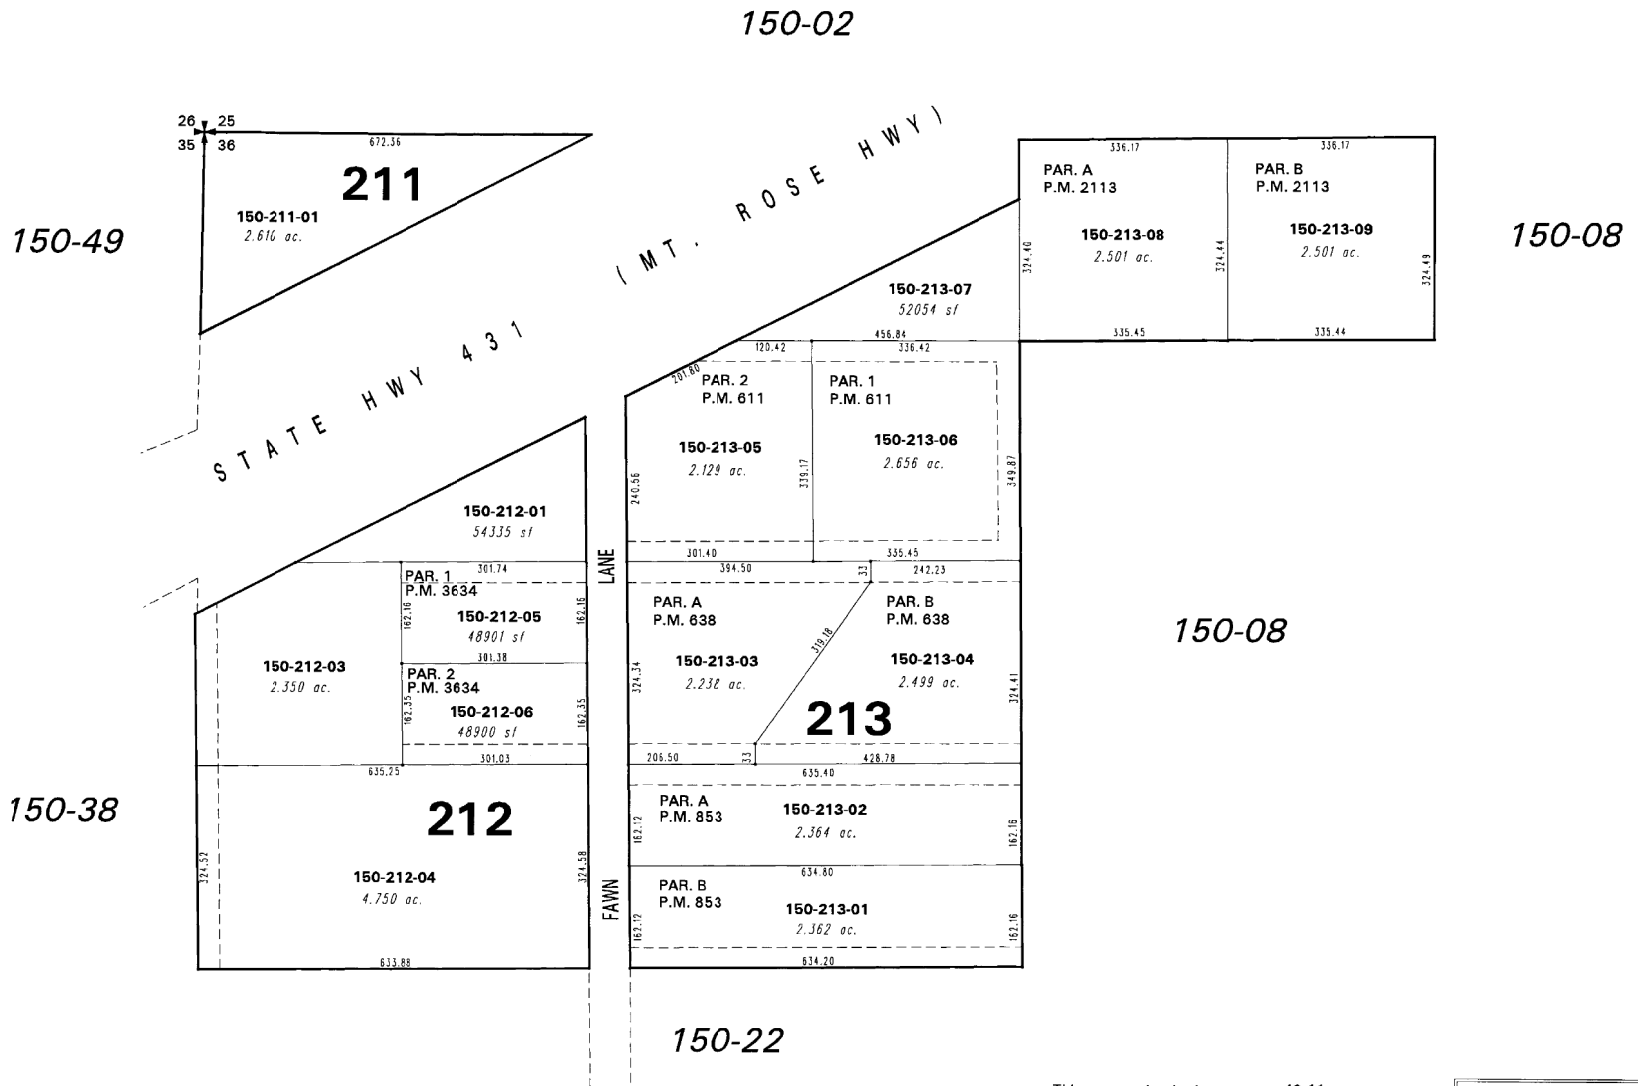 150-02
26 25
35 36
672.36
211
150-211-01
2.610 ac.
150-49
STATE HWY 431 (MT. ROSE HWY)
336.17
336.17
PAR. A
P.M. 2113
PAR. B
P.M. 2113
150-213-08
2.501 ac.
150-213-09
2.501 ac.
324.40
324.44
324.49
150-08
335.45
335.44
150-213-07
52054 sf
456.84
120.42
336.42
201.80
PAR. 2
P.M. 611
PAR. 1
P.M. 611
150-213-05
2.129 ac.
150-213-06
2.656 ac.
240.56
339.17
349.87
301.40
335.45
150-212-01
54335 sf
301.74
PAR. 1
P.M. 3634
162.16
162.16
150-212-05
48901 sf
301.38
PAR. 2
P.M. 3634
162.35
162.35
150-212-06
48900 sf
301.03
150-212-03
2.350 ac.
635.25
FAWN LANE
394.50
33
242.23
PAR. A
P.M. 638
PAR. B
P.M. 638
319.18
150-213-03
2.238 ac.
150-213-04
2.499 ac.
324.34
324.41
213
206.50
33
428.78
635.40
150-08
150-38
212
324.52
324.58
150-212-04
4.750 ac.
633.88
PAR. A
P.M. 853
150-213-02
2.364 ac.
162.12
162.16
634.80
PAR. B
P.M. 853
150-213-01
2.362 ac.
162.12
162.16
634.20
150-22